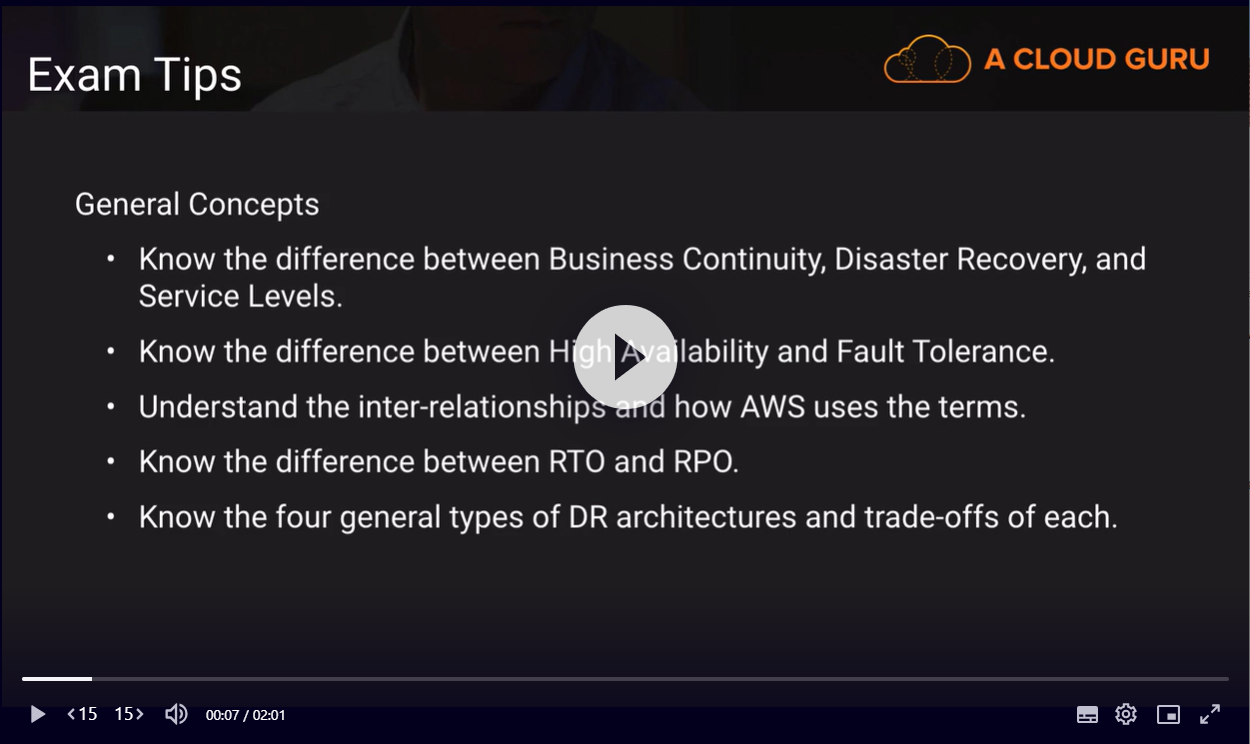 Exam Tips
A CLOUD GURU
General Concepts
• Know the difference between Business Continuity, Disaster Recovery, and
Service Levels.
• Know the difference between High Availability and Fault Tolerance.
• Understand the inter-relationships and how AWS uses the terms.
• Know the difference between RTO and RPO.
• Know the four general types of DR architectures and trade-offs of each.
<15 15> 00:07 / 02:01